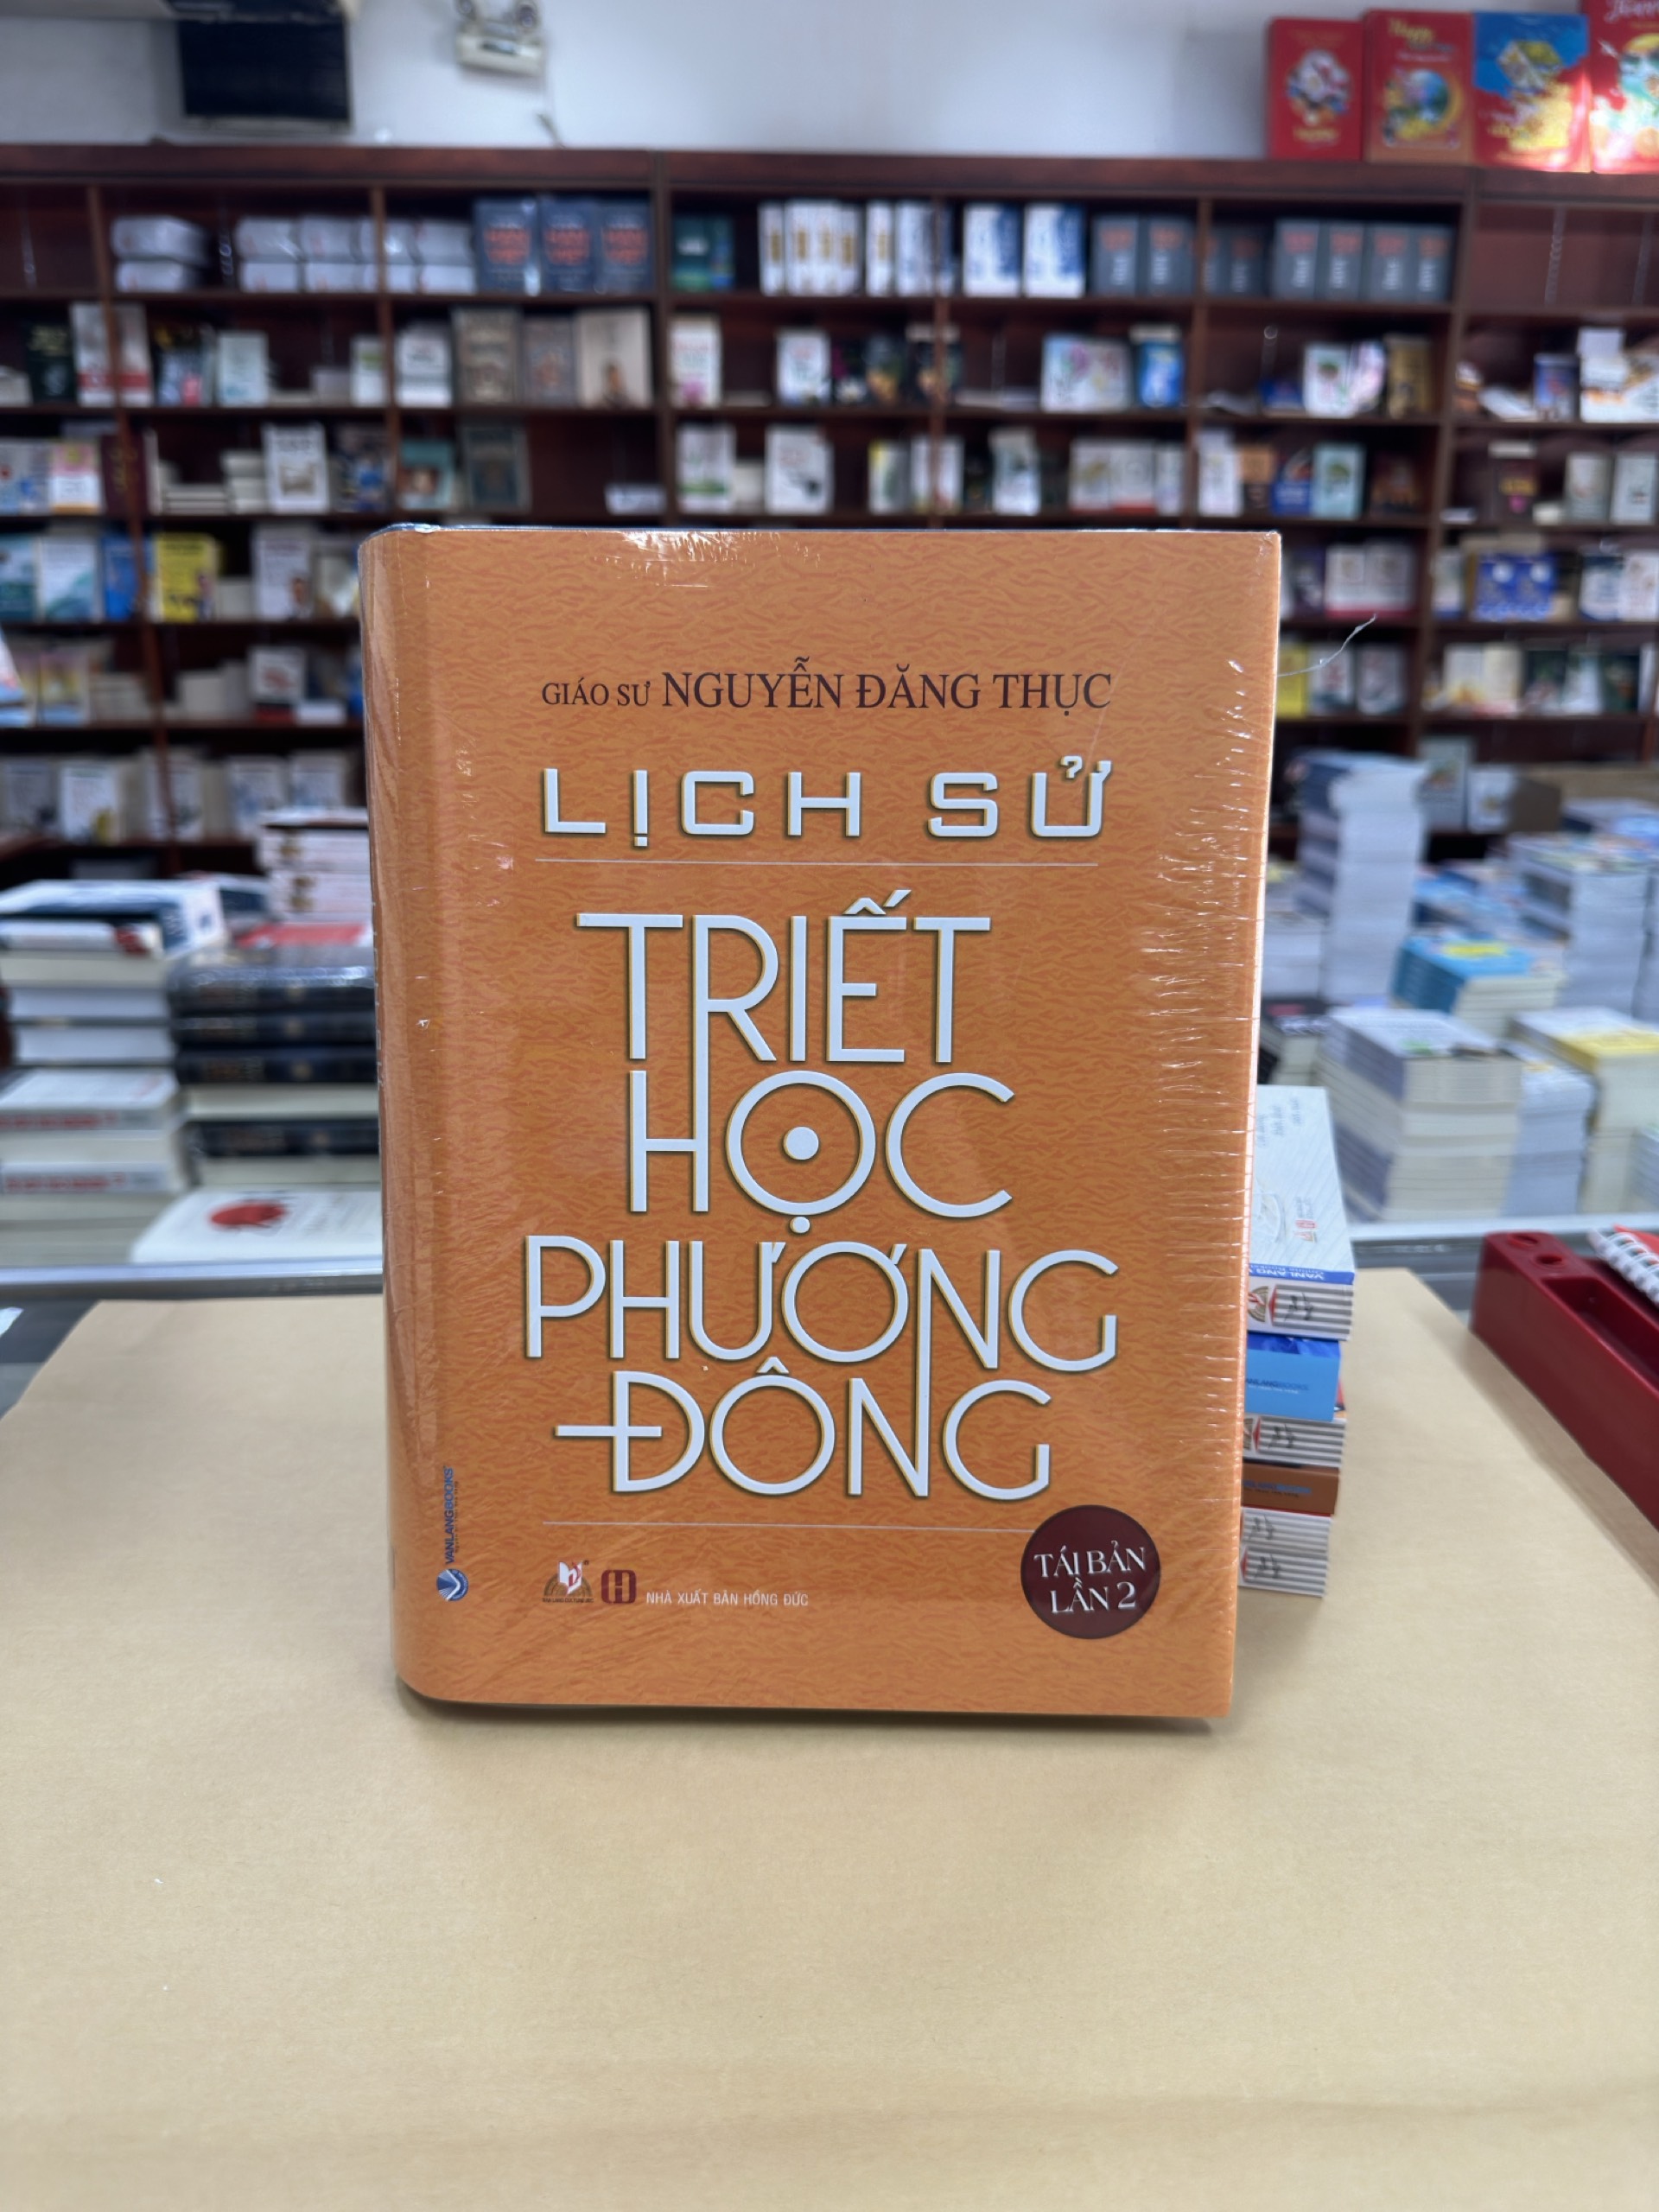 GIÁO SƯ NGUYỄN ĐĂNG THỤC
LỊCH SỬ
TRIẾT
HỌC
PHƯƠNG
ĐÔNG
TÁI BẢN
LẦN 2
NHÀ XUẤT BẢN HỒNG ĐỨC
VANLANGBOOKS